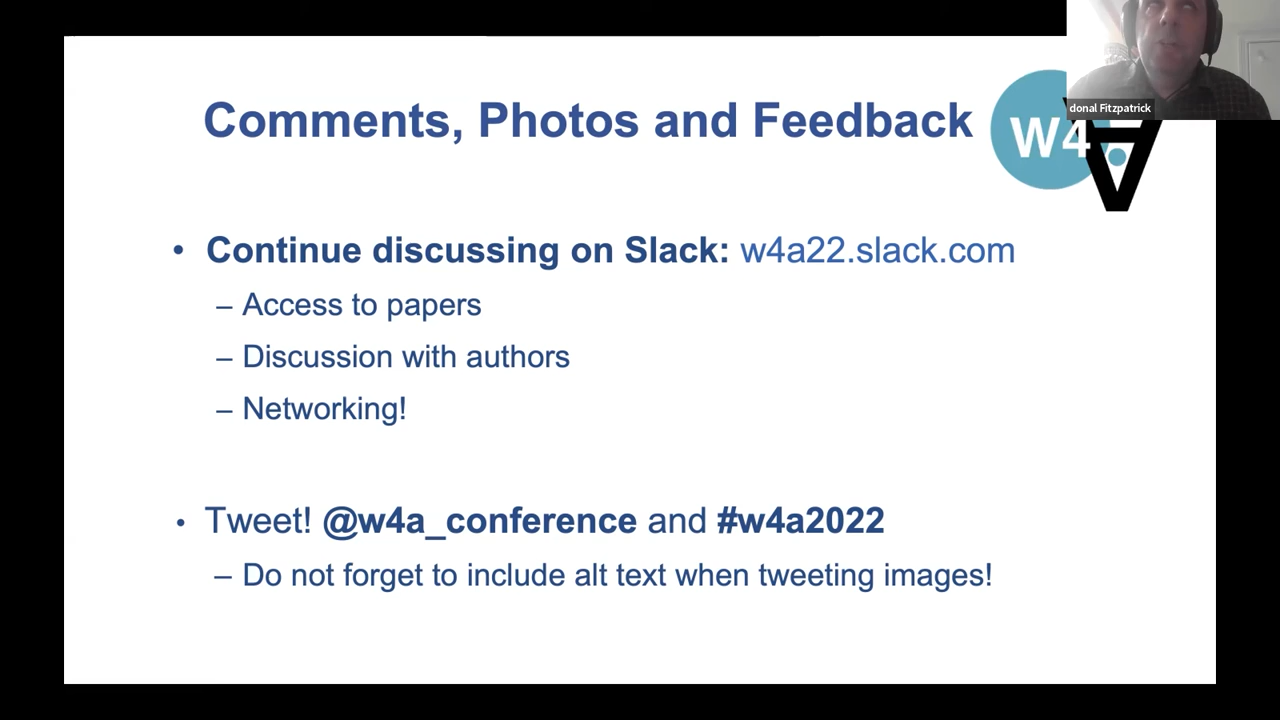 Comments, Photos and Feedback
donal Fitzpatrick
W4
• Continue discussing on Slack: w4a22.slack.com
– Access to papers
– Discussion with authors
– Networking!
• Tweet! @w4a_conference and #w4a2022
– Do not forget to include alt text when tweeting images!